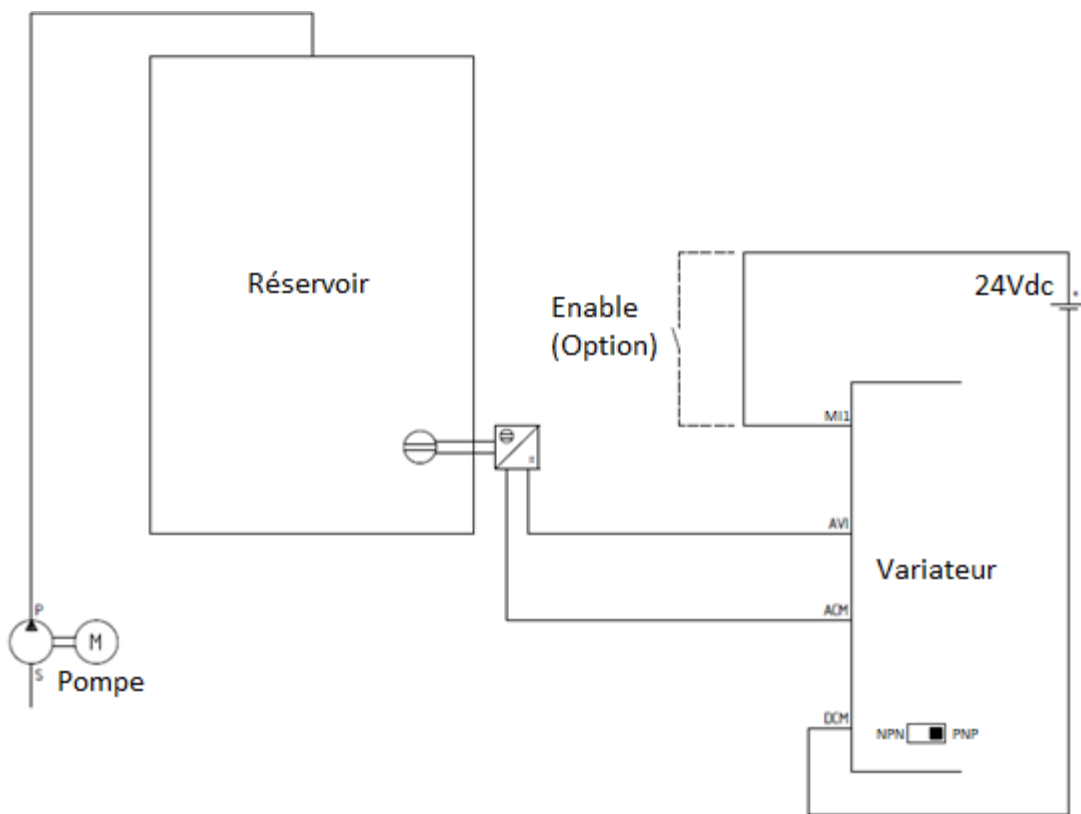 Réservoir
Enable
(Option)
24Vdc
MI1
AVI
Variateur
ACM
P
M
S
Pompe
DCM
NPN PNP